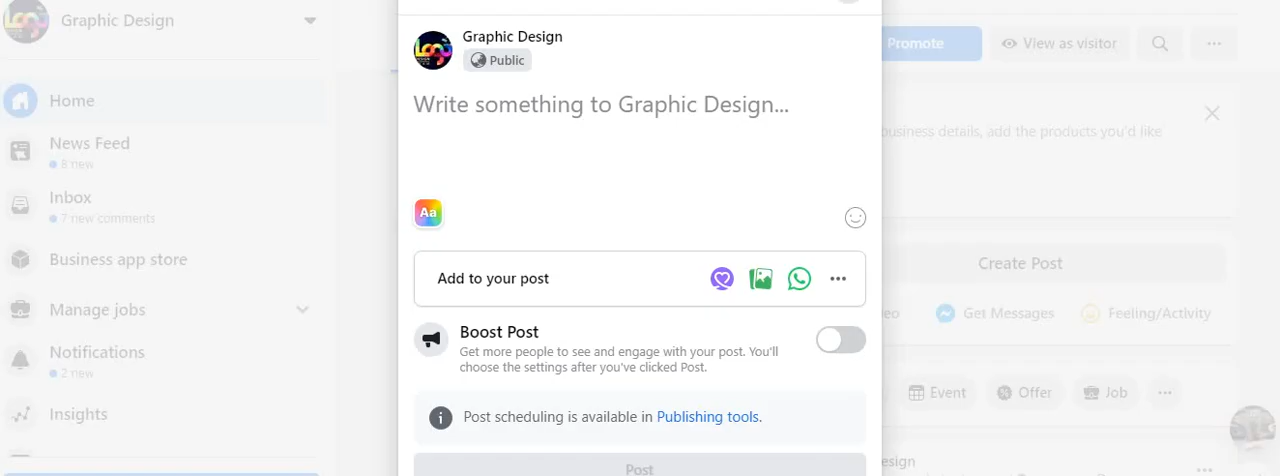 Graphic Design
Home
News Feed
8 new
Inbox
7 new comments
Business app store
Manage jobs
Notifications
2 new
Insights
Graphic Design
Public
Write something to Graphic Design...
Aa
Add to your post
Boost Post
Get more people to see and engage with your post. You'll
choose the settings after you've clicked Post.
Post scheduling is available in Publishing tools.
Post
Promote
View as visitor
business details, add the products you'd like
Create Post
eo
Get Messages
Feeling/Activity
Event
Offer
Job
esign